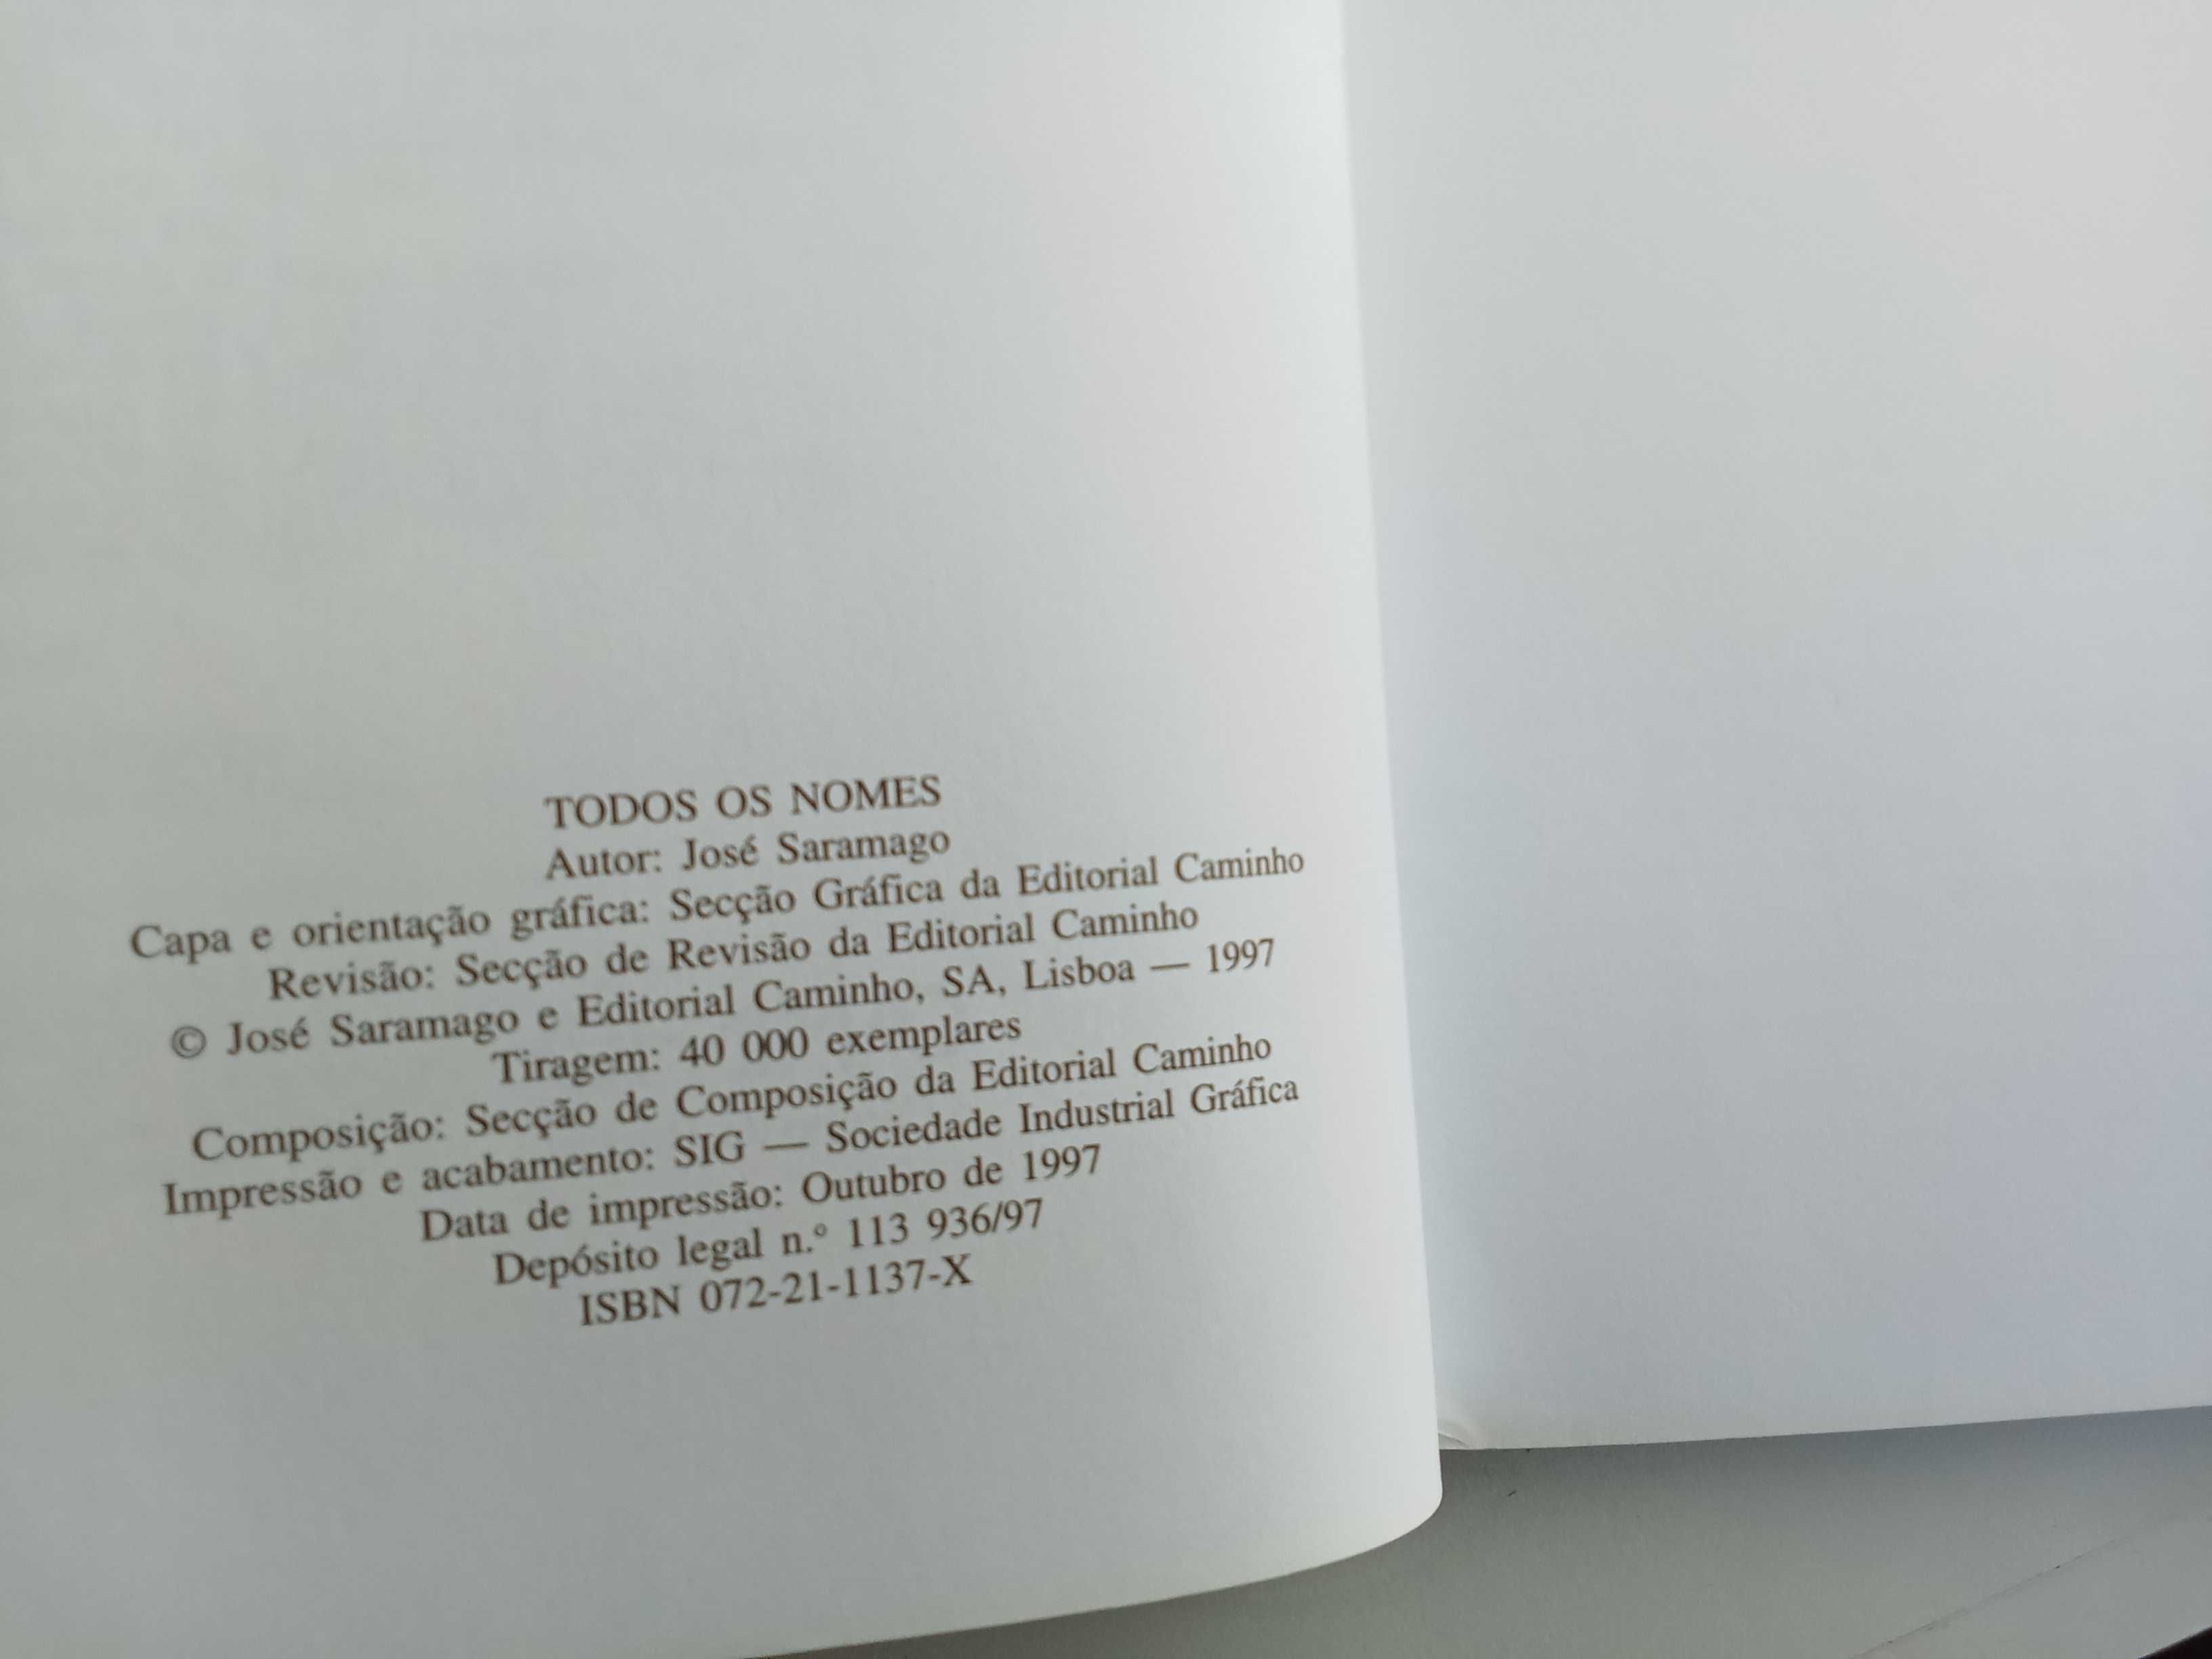 TODOS OS NOMES
Autor: José Saramago
Capa e orientação gráfica: Secção Gráfica da Editorial Caminho
Revisão: Secção de Revisão da Editorial Caminho
© José Saramago e Editorial Caminho, SA, Lisboa — 1997
Tiragem: 40 000 exemplares
Composição: Secção de Composição da Editorial Caminho
Impressão e acabamento: SIG — Sociedade Industrial Gráfica
Data de impressão: Outubro de 1997
Depósito legal n.º 113 936/97
ISBN 072-21-1137-X